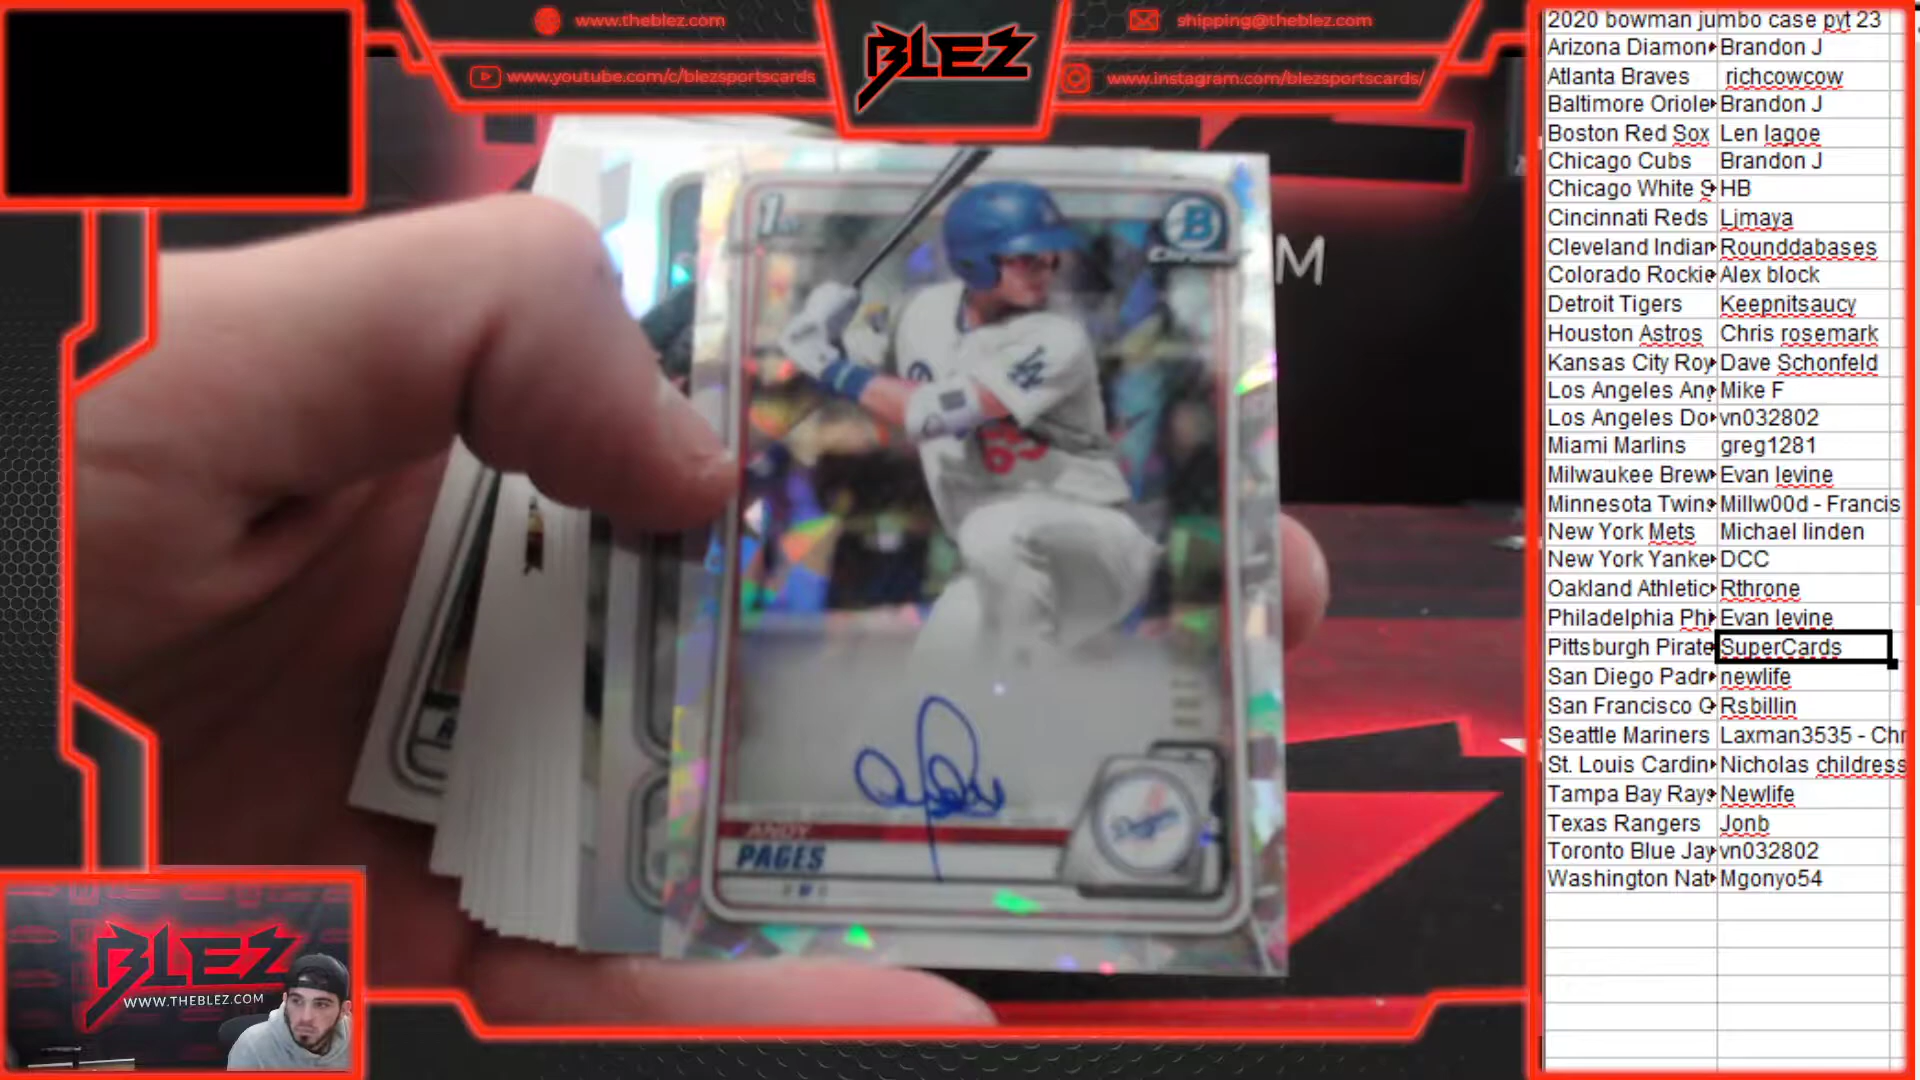 www.theblez.com
shipping@theblez.com
BLEZ
www.youtube.com/c/blezsportscards
www.instagram.com/blezsportscards/
1st
B
Chrome
M
LA
63
ANDY
PAGES
Dodgers
BLEZ
WWW.THEBLEZ.COM
2020 bowman jumbo case pyt 23
Arizona Diamon Brandon J
Atlanta Braves richcowcow
Baltimore Oriole Brandon J
Boston Red Sox Len lagoe
Chicago Cubs Brandon J
Chicago White S HB
Cincinnati Reds Ljmaya
Cleveland Indian Rounddabases
Colorado Rockie Alex block
Detroit Tigers Keepnitsaucy
Houston Astros Chris rosemark
Kansas City Roy Dave Schonfeld
Los Angeles Ang Mike F
Los Angeles Do vn032802
Miami Marlins greg1281
Milwaukee Brew Evan levine
Minnesota Twins Millw00d - Francis
New York Mets Michael linden
New York Yanke DCC
Oakland Athletic Rthrone
Philadelphia Phi Evan levine
Pittsburgh Pirate SuperCards
San Diego Padr newlife
San Francisco G Rsbillin
Seattle Mariners Laxman3535 - Chr
St. Louis Cardin Nicholas childress
Tampa Bay Rays Newlife
Texas Rangers Jonb
Toronto Blue Jay vn032802
Washington Nat Mgonyo54